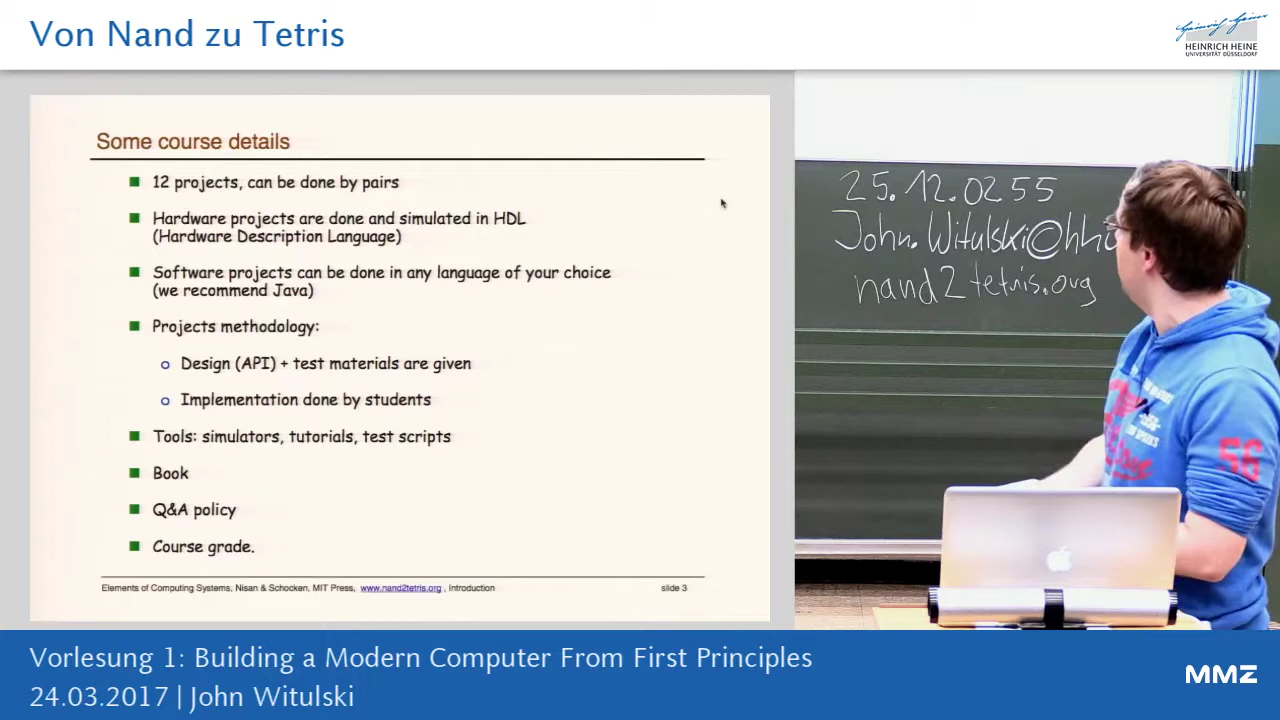 Von Nand zu Tetris
HEINRICH HEINE
UNIVERSITÄT DÜSSELDORF
Some course details
12 projects, can be done by pairs
Hardware projects are done and simulated in HDL
(Hardware Description Language)
Software projects can be done in any language of your choice
(we recommend Java)
Projects methodology:
Design (API) + test materials are given
Implementation done by students
Tools: simulators, tutorials, test scripts
Book
Q&A policy
Course grade.
Elements of Computing Systems, Nisan & Schocken, MIT Press, www.nand2tetris.org , Introduction
slide 3
25.12.0255
John.Witulski@hh
nand2tetris.org
56
Vorlesung 1: Building a Modern Computer From First Principles
24.03.2017 | John Witulski
MMZ